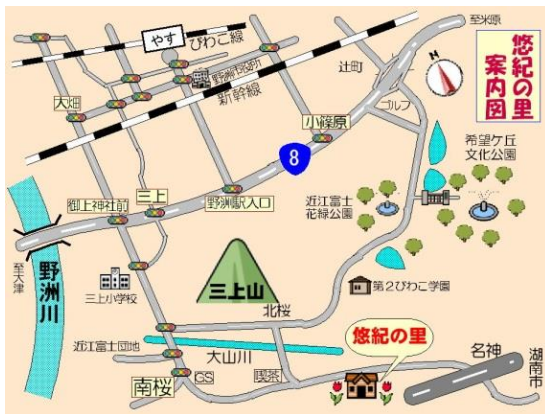 至米原
やす
びわこ線
悠紀の里
案内図
N
大畑
野洲市役所
新幹線
辻町
ゴルフ
小篠原
8
希望ケ丘
文化公園
御上神社前
三上
野洲駅入口
近江富士
花緑公園
至大津
野洲川
三上小学校
三上山
第2びわこ学園
北桜
悠紀の里
近江富士団地
大山川
名神
湖南市
南桜
GS
喫茶